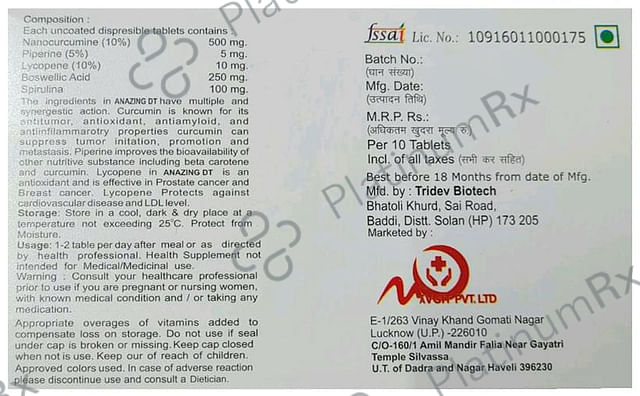 Composition :
Each uncoated dispresible tablets contains :
Nanocurcumine (10%) 500 mg.
Piperine (5%) 5 mg.
Lycopene (10%) 10 mg.
Boswellic Acid 250 mg.
Spirulina 100 mg.
The ingredients in ANAZING DT have multiple and
synergestic action. Curcumin is known for its
antitumor, antioxidant, antiamyloid, and
antiinflammarotry properties curcumin can
suppress tumor initation, promotion and
metastasis. Piperine improves the bioavailability of
other nutritive substance including beta carotene
and curcumin. Lycopene in ANAZING DT is an
antioxidant and is effective in Prostate cancer and
Breast cancer. Lycopene Protects against
cardiovascular disease and LDL level.
Storage: Store in a cool, dark & dry place at a
temperature not exceeding 25°C. Protect from
Moisture.
Usage: 1-2 table per day after meal or as directed
by health professional. Health Supplement not
intended for Medical/Medicinal use.
Warning : Consult your healthcare professional
prior to use if you are pregnant or nursing women,
with known medical condition and / or taking any
medication.
Appropriate overages of vitamins added to
compensate loss on storage. Do not use if seal
under cap is broken or missing. Keep cap closed
when not is use. Keep our of reach of children.
Approved colors used. In case of adverse reaction
please discontinue use and consult a Dietician.
fssai Lic. No.: 10916011000175
Batch No.:
(घान संख्या)
Mfg. Date:
(उत्पादन तिथि)
M.R.P. Rs.:
(अधिकतम खुदरा मूल्य रु.)
Per 10 Tablets
Incl. of all taxes (सभी कर सहित)
Best before 18 Months from date of Mfg.
Mfd. by : Tridev Biotech
Bhatoli Khurd, Sai Road,
Baddi, Distt. Solan (HP) 173 205
Marketed by :
PVT. LTD
E-1/263 Vinay Khand Gomati Nagar
Lucknow (U.P.) -226010
C/O-160/1 Amil Mandir Falia Near Gayatri
Temple Silvassa
U.T. of Dadra and Nagar Haveli 396230
PlatinumRx
PlatinumRx
PlatinumRx